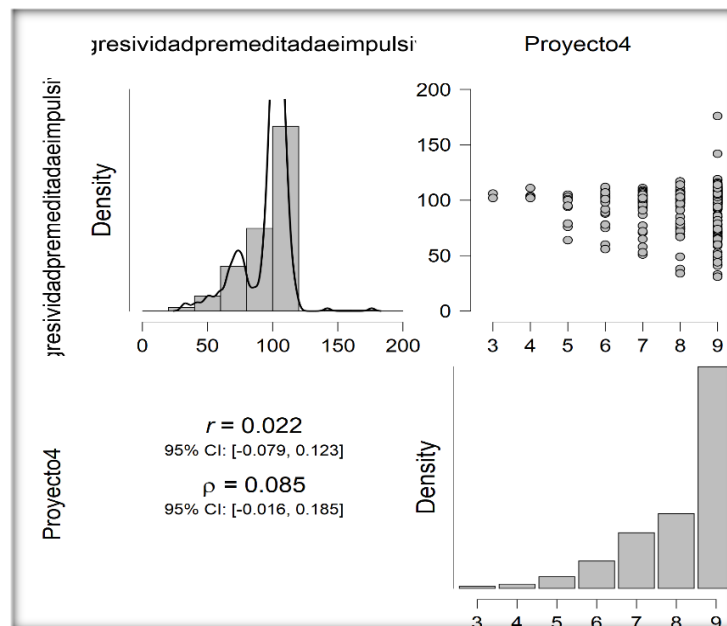 gresividadpremeditadaeimpulsiv
Proyecto4
gresividadpremeditadaeimpulsiv
Density
200
150
100
50
0
0 50 100 150 200
3 4 5 6 7 8 9
Proyecto4
r = 0.022
95% CI: [-0.079, 0.123]
ρ = 0.085
95% CI: [-0.016, 0.185]
Density
3 4 5 6 7 8 9